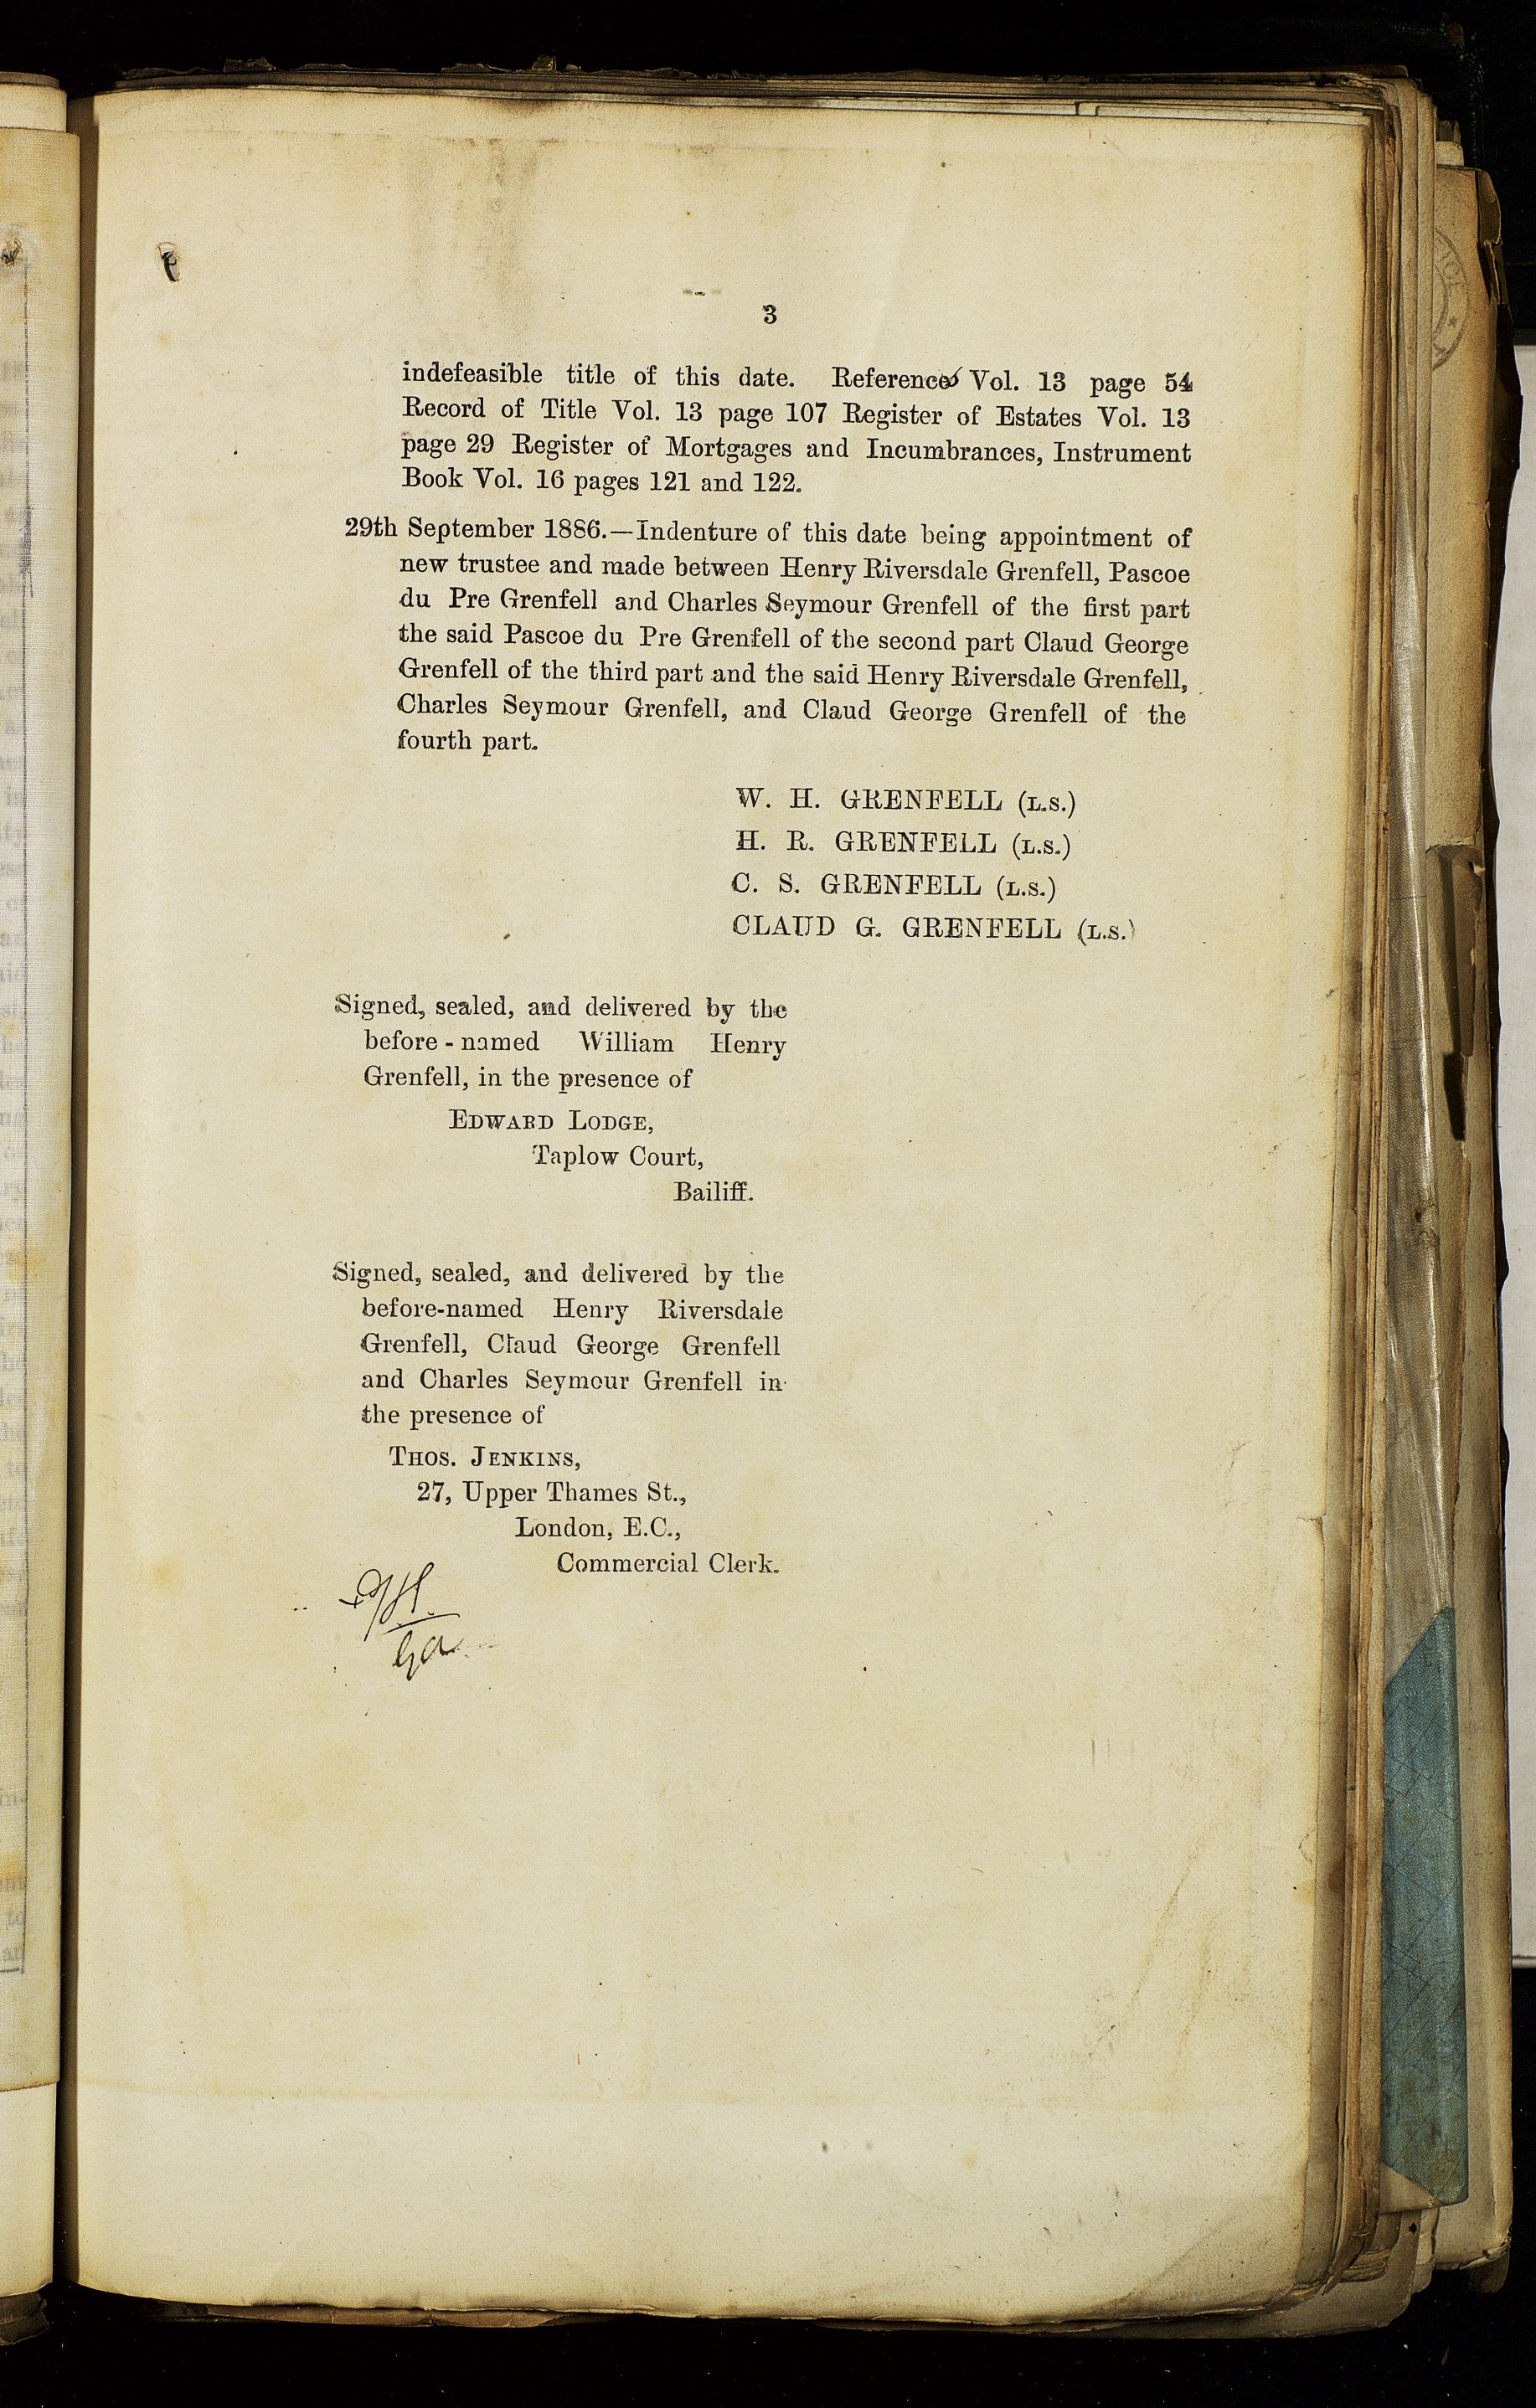 3
indefeasible title of this date. Reference Vol. 13 page 54
Record of Title Vol. 13 page 107 Register of Estates Vol. 13
page 29 Register of Mortgages and Incumbrances, Instrument
Book Vol. 16 pages 121 and 122.
29th September 1886.—Indenture of this date being appointment of
new trustee and made between Henry Riversdale Grenfell, Pascoe
du Pre Grenfell and Charles Seymour Grenfell of the first part
the said Pascoe du Pre Grenfell of the second part Claud George
Grenfell of the third part and the said Henry Riversdale Grenfell,
Charles Seymour Grenfell, and Claud George Grenfell of the
fourth part.
W. H. GRENFELL (L.S.)
H. R. GRENFELL (L.S.)
C. S. GRENFELL (L.S.)
CLAUD G. GRENFELL (L.S.)
Signed, sealed, and delivered by the
before-named William Henry
Grenfell, in the presence of
EDWARD LODGE,
Taplow Court,
Bailiff.
Signed, sealed, and delivered by the
before-named Henry Riversdale
Grenfell, Claud George Grenfell
and Charles Seymour Grenfell in
the presence of
THOS. JENKINS,
27, Upper Thames St.,
London, E.C.,
Commercial Clerk.